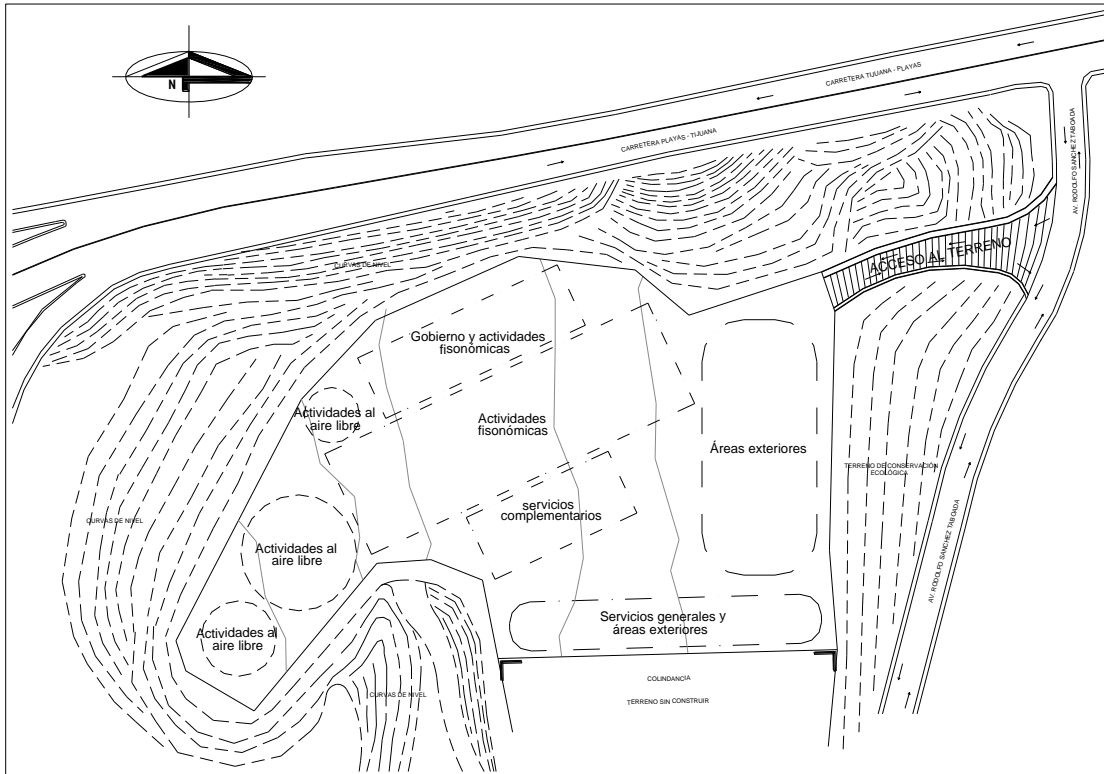 N
CARRETERA TIJUANA - PLAYAS
CARRETERA PLAYAS - TIJUANA
AV. RODOLFO SANCHEZ TABOADA
ACCESO AL TERRENO
CURVAS DE NIVEL
Gobierno y actividades
fisonómicas
Actividades al
aire libre
Actividades
fisonómicas
Áreas exteriores
TERRENO DE CONSERVACIÓN
ECOLÓGICA
servicios
complementarios
CURVAS DE NIVEL
Actividades al
aire libre
AV. RODOLFO SANCHEZ TABOADA
Actividades al
aire libre
Servicios generales y
áreas exteriores
COLINDANCIA
CURVAS DE NIVEL
TERRENO SIN CONSTRUIR